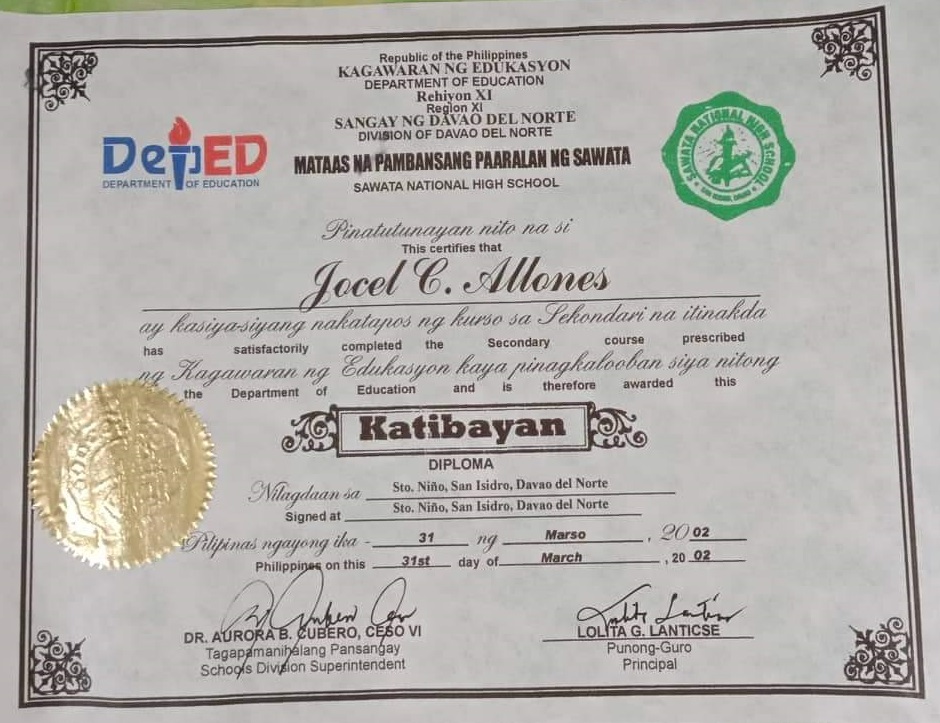 Republic of the Philippines
KAGAWARAN NG EDUKASYON
DEPARTMENT OF EDUCATION
Rehiyon XI
Region XI
SANGAY NG DAVAO DEL NORTE
DIVISION OF DAVAO DEL NORTE
MATAAS NA PAMBANSANG PAARALAN NG SAWATA
SAWATA NATIONAL HIGH SCHOOL
DepED
DEPARTMENT OF EDUCATION
SAWATA NATIONAL HIGH SCHOOL
Pinatutunayan nito na si
This certifies that
Jocel C. Allones
ay kasiya-siyang nakatapos ng kurso sa Sekondari na itinakda
has satisfactorily completed the Secondary course prescribed
ng Kagawaran ng Edukasyon kaya pinagkalooban siya nitong
the Department of Education and is therefore awarded this
Katibayan
DIPLOMA
Nilagdaan sa Sto. Niño, San Isidro, Davao del Norte
Signed at Sto. Niño, San Isidro, Davao del Norte
Pilipinas ngayong ika - 31 ng Marso, 20 02
Philippines on this 31st day of March, 20 02
DR. AURORA B. CUBERO, CESO VI
Tagapamanihalang Pansangay
Schools Division Superintendent
LOLITA G. LANTICSE
Punong-Guro
Principal